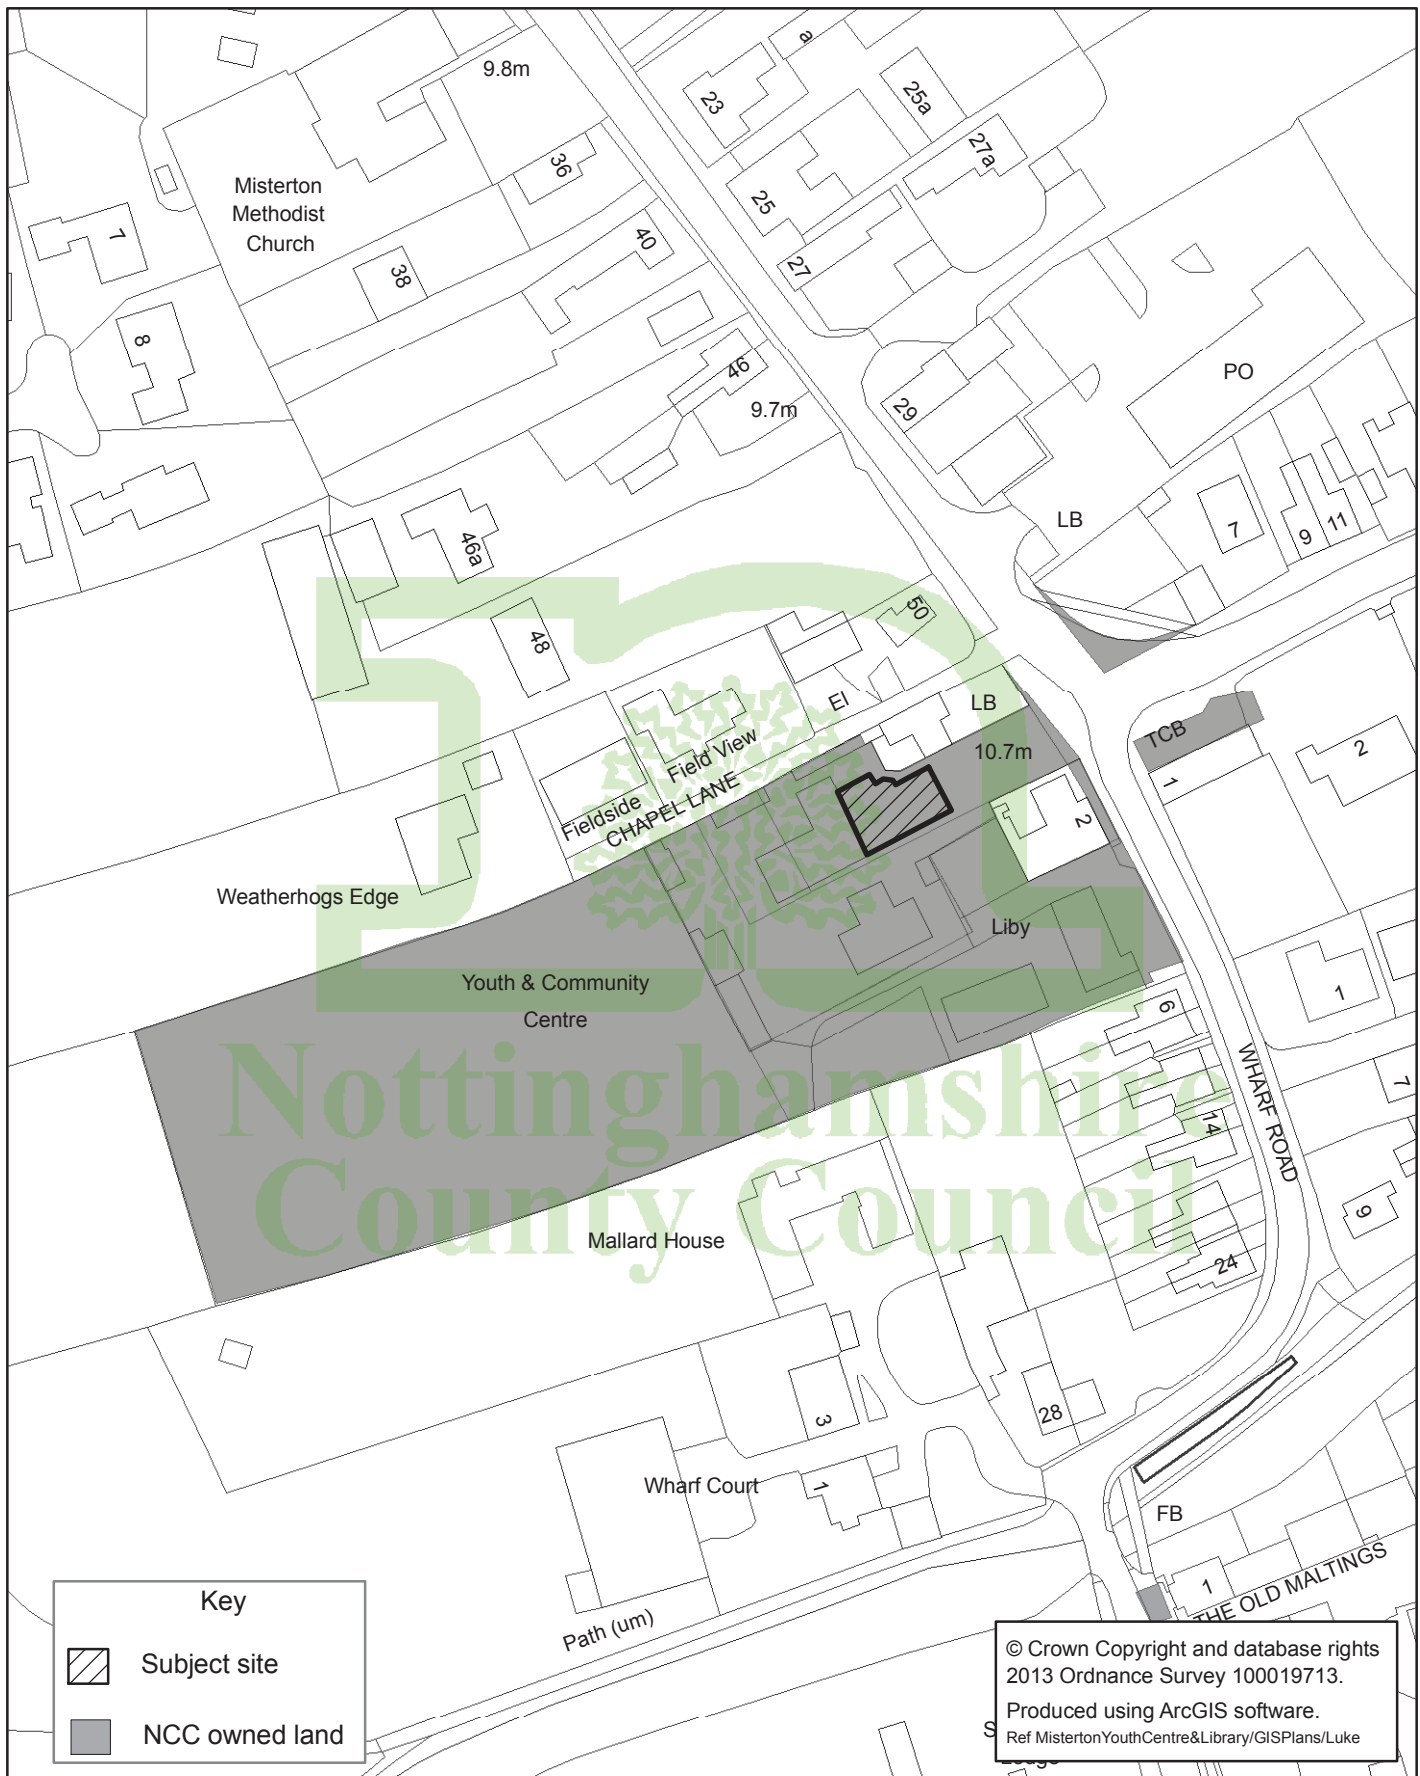 9.8m
a
23
25a
27a
36
25
Misterton
Methodist
Church
7
40
27
38
8
46
PO
9.7m
29
LB
7
9
11
46a
50
48
El
LB
TCB
2
Field View
10.7m
1
Fieldside
CHAPEL LANE
2
Weatherhogs Edge
Liby
Youth & Community
Centre
1
6
Nottinghamshire
County Council
WHARF ROAD
7
14
9
Mallard House
24
3
28
Wharf Court
1
FB
1
THE OLD MALTINGS
Path (um)
Key
Subject site
NCC owned land
© Crown Copyright and database rights
2013 Ordnance Survey 100019713.
Produced using ArcGIS software.
Ref MistertonYouthCentre&Library/GISPlans/Luke